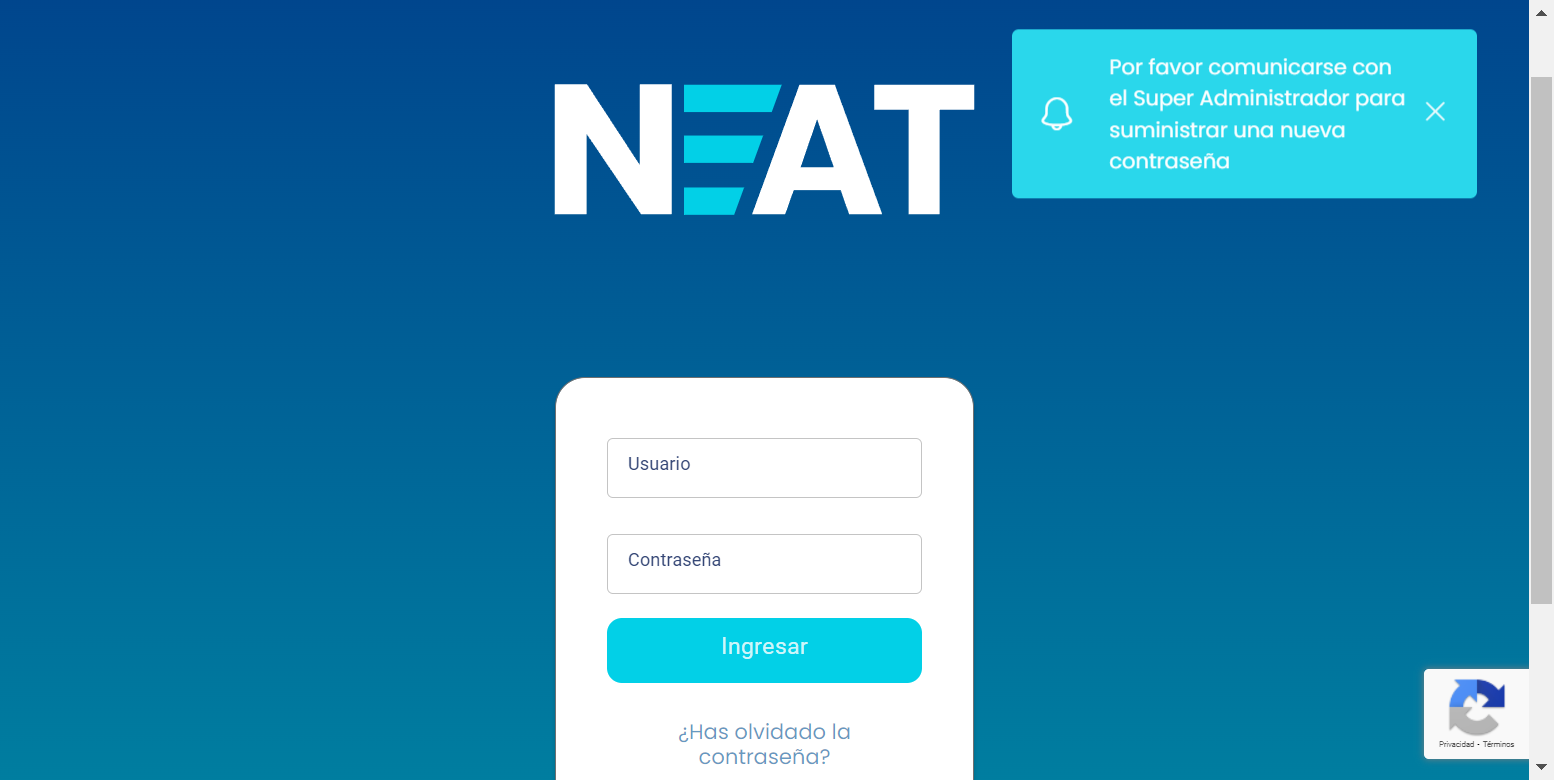 NEAT
Por favor comunicarse con
el Super Administrador para
suministrar una nueva
contraseña
Usuario
Contraseña
Ingresar
¿Has olvidado la
contraseña?
Privacidad - Términos